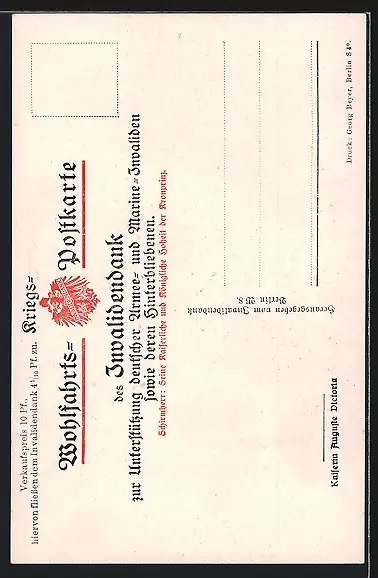 Verkaufspreis 10 Pf.,
hiervon fließen dem Invalidendank 4¹/₁₀ Pf. zu.
Kriegs=
Wohlfahrts= Postkarte
des Invalidendank
zur Unterstützung deutscher Armee= und Marine=Invaliden
sowie deren Hinterbliebenen.
Schirmherr: Seine Kaiserliche und Königliche Hoheit der Kronprinz.
Herausgegeben vom Invalidendank
Berlin W 8.
Kaiserin Auguste Victoria
Druck: Georg Beyer, Berlin S 42.